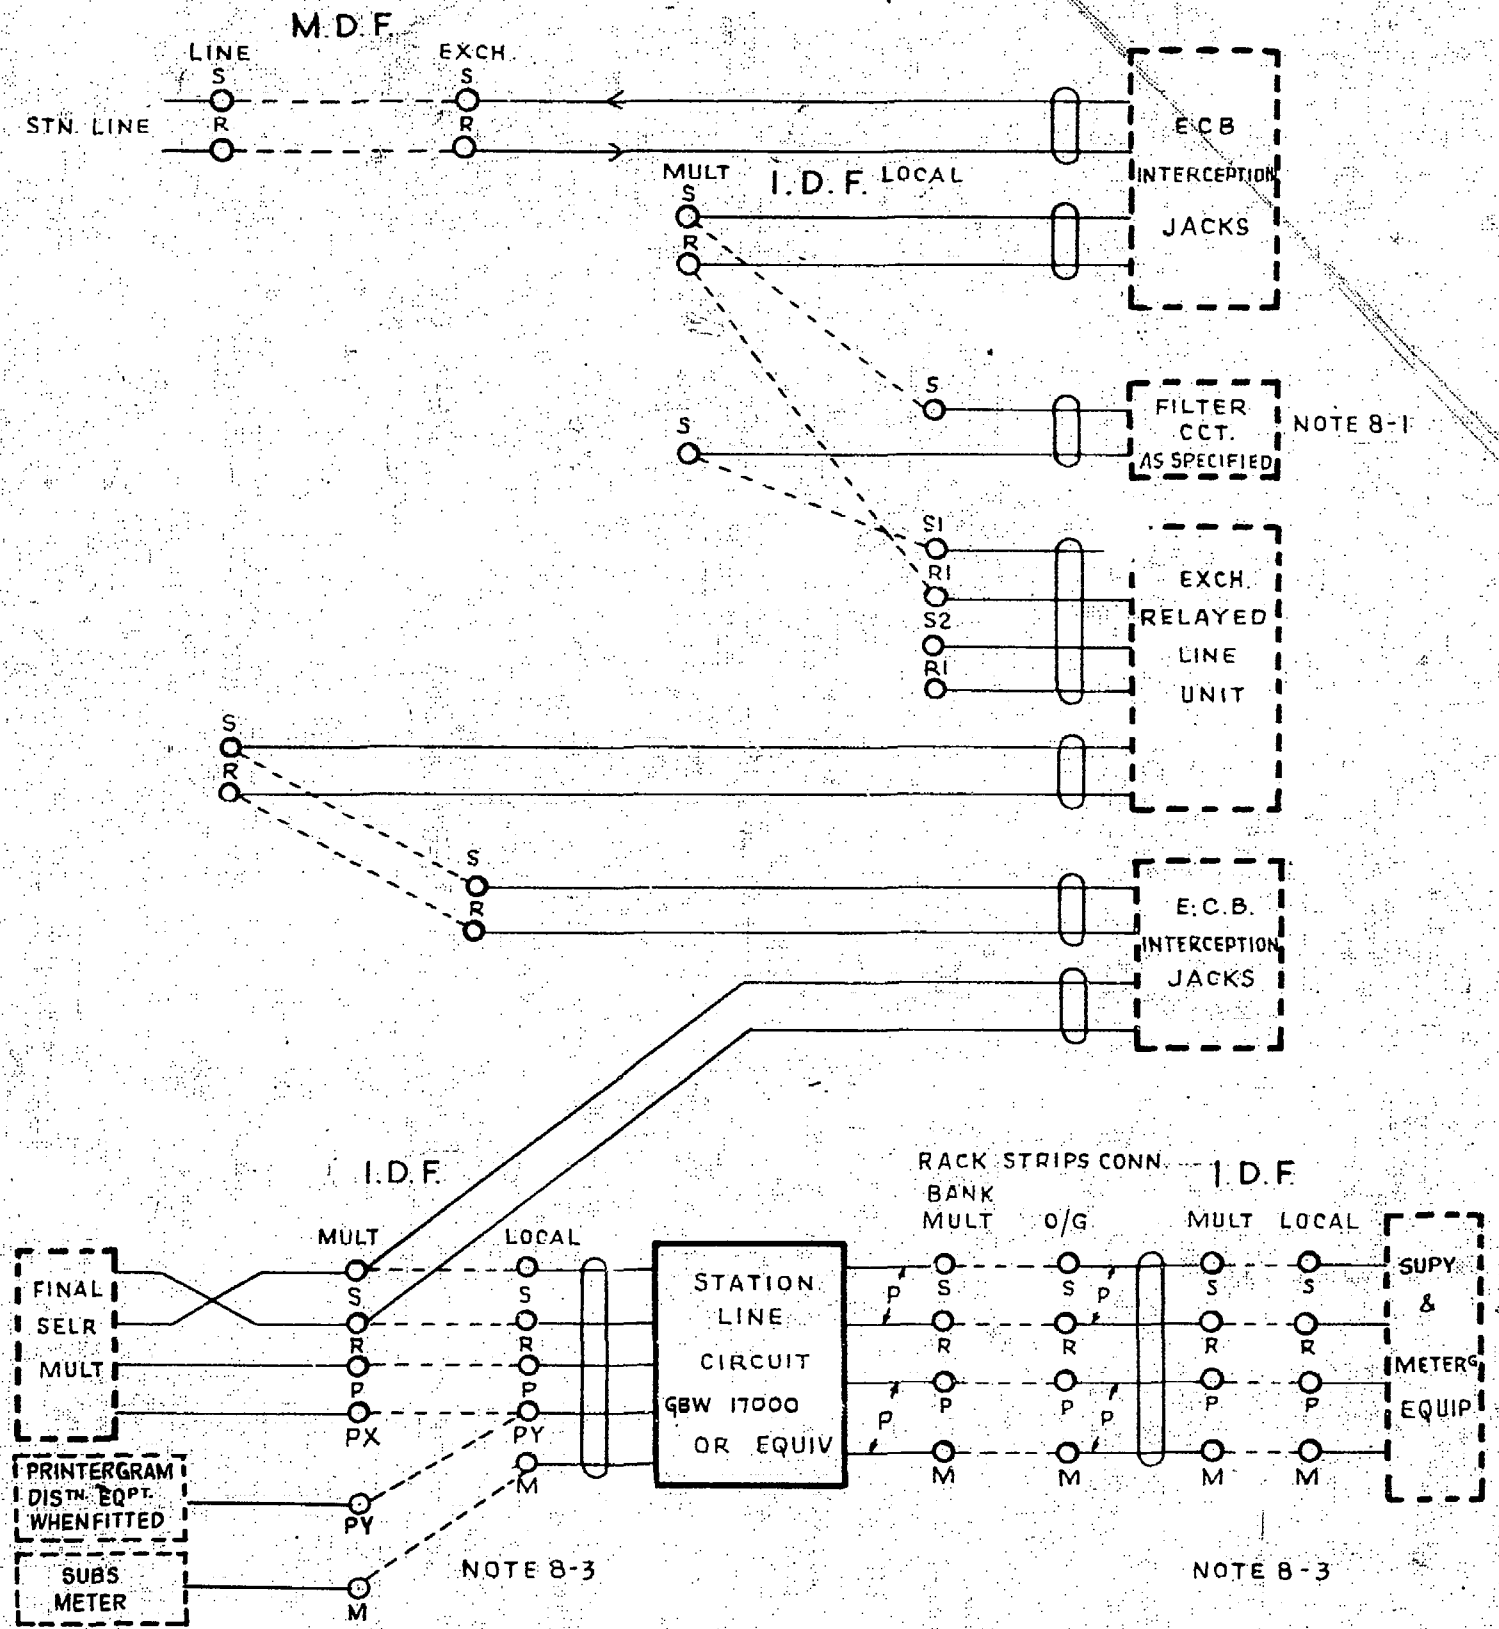 M.D.F.
LINE
EXCH.
S
S
STN. LINE
R
R
ECB
INTERCEPTION
JACKS
MULT
I.D.F.
LOCAL
S
R
S
S
FILTER
CCT.
AS SPECIFIED
NOTE 8-1
S1
R1
S2
R1
EXCH.
RELAYED
LINE
UNIT
S
R
S
R
E.C.B.
INTERCEPTION
JACKS
I.D.F.
RACK STRIPS CONN.
I.D.F.
BANK
MULT
O/G
MULT
LOCAL
MULT
LOCAL
FINAL
SELR
MULT
S
R
P
PX
S
R
P
PY
M
STATION
LINE
CIRCUIT
GBW 17000
OR EQUIV
P
P
S
R
P
M
S
R
P
M
P
P
S
R
P
M
S
R
P
M
SUPY
&
METERG
EQUIP
PRINTERGRAM
DISTN. EQPT.
WHEN FITTED
PY
SUBS
METER
M
NOTE 8-3
NOTE 8-3